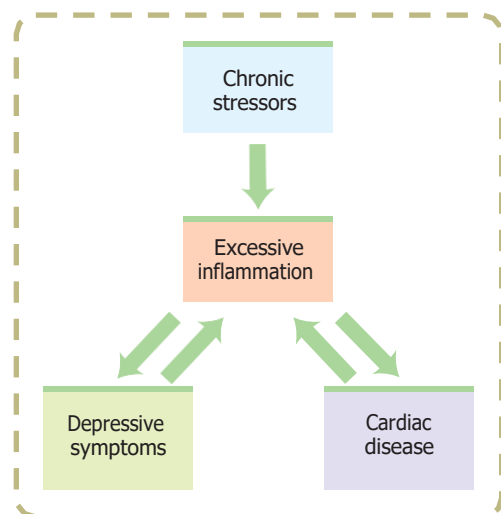 Chronic
stressors
Excessive
inflammation
Depressive
symptoms
Cardiac
disease